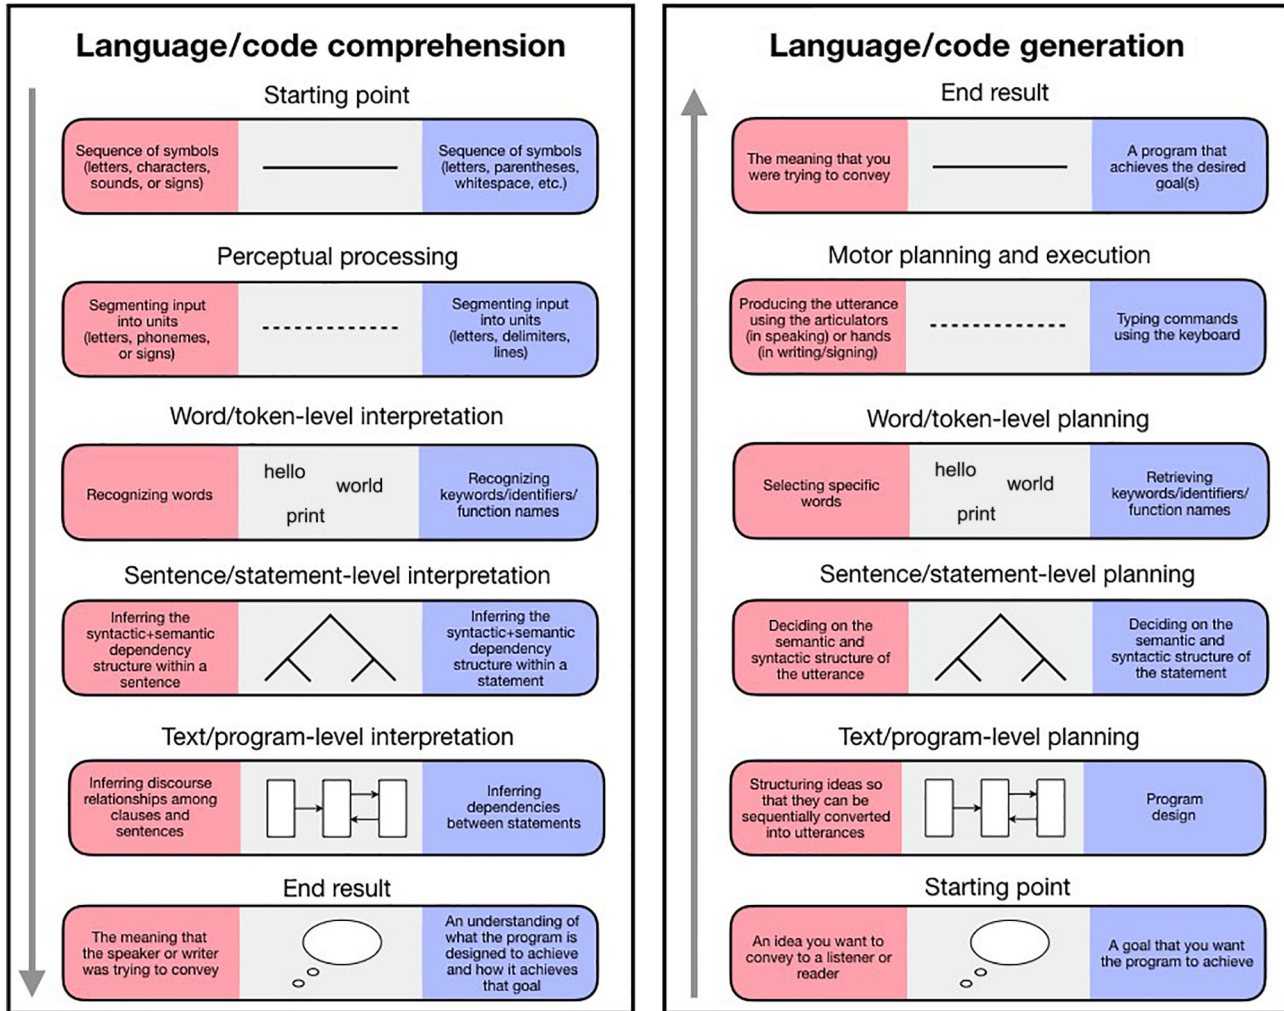 Language/code comprehension
Starting point
Sequence of symbols
(letters, characters,
sounds, or signs)
Sequence of symbols
(letters, parentheses,
whitespace, etc.)
Perceptual processing
Segmenting input
into units
(letters, phonemes,
or signs)
Segmenting input
into units
(letters, delimiters,
lines)
Word/token-level interpretation
Recognizing words
hello
world
print
Recognizing
keywords/identifiers/
function names
Sentence/statement-level interpretation
Inferring the
syntactic+semantic
dependency
structure within a
sentence
Inferring the
syntactic+semantic
dependency
structure within a
statement
Text/program-level interpretation
Inferring discourse
relationships among
clauses and
sentences
Inferring
dependencies
between statements
End result
The meaning that
the speaker or writer
was trying to convey
An understanding of
what the program is
designed to achieve
and how it achieves
that goal
Language/code generation
End result
The meaning that you
were trying to convey
A program that
achieves the desired
goal(s)
Motor planning and execution
Producing the utterance
using the articulators
(in speaking) or hands
(in writing/signing)
Typing commands
using the keyboard
Word/token-level planning
Selecting specific
words
hello
world
print
Retrieving
keywords/identifiers/
function names
Sentence/statement-level planning
Deciding on the
semantic and
syntactic structure of
the utterance
Deciding on the
semantic and
syntactic structure of
the statement
Text/program-level planning
Structuring ideas so
that they can be
sequentially converted
into utterances
Program
design
Starting point
An idea you want to
convey to a listener or
reader
A goal that you want
the program to achieve